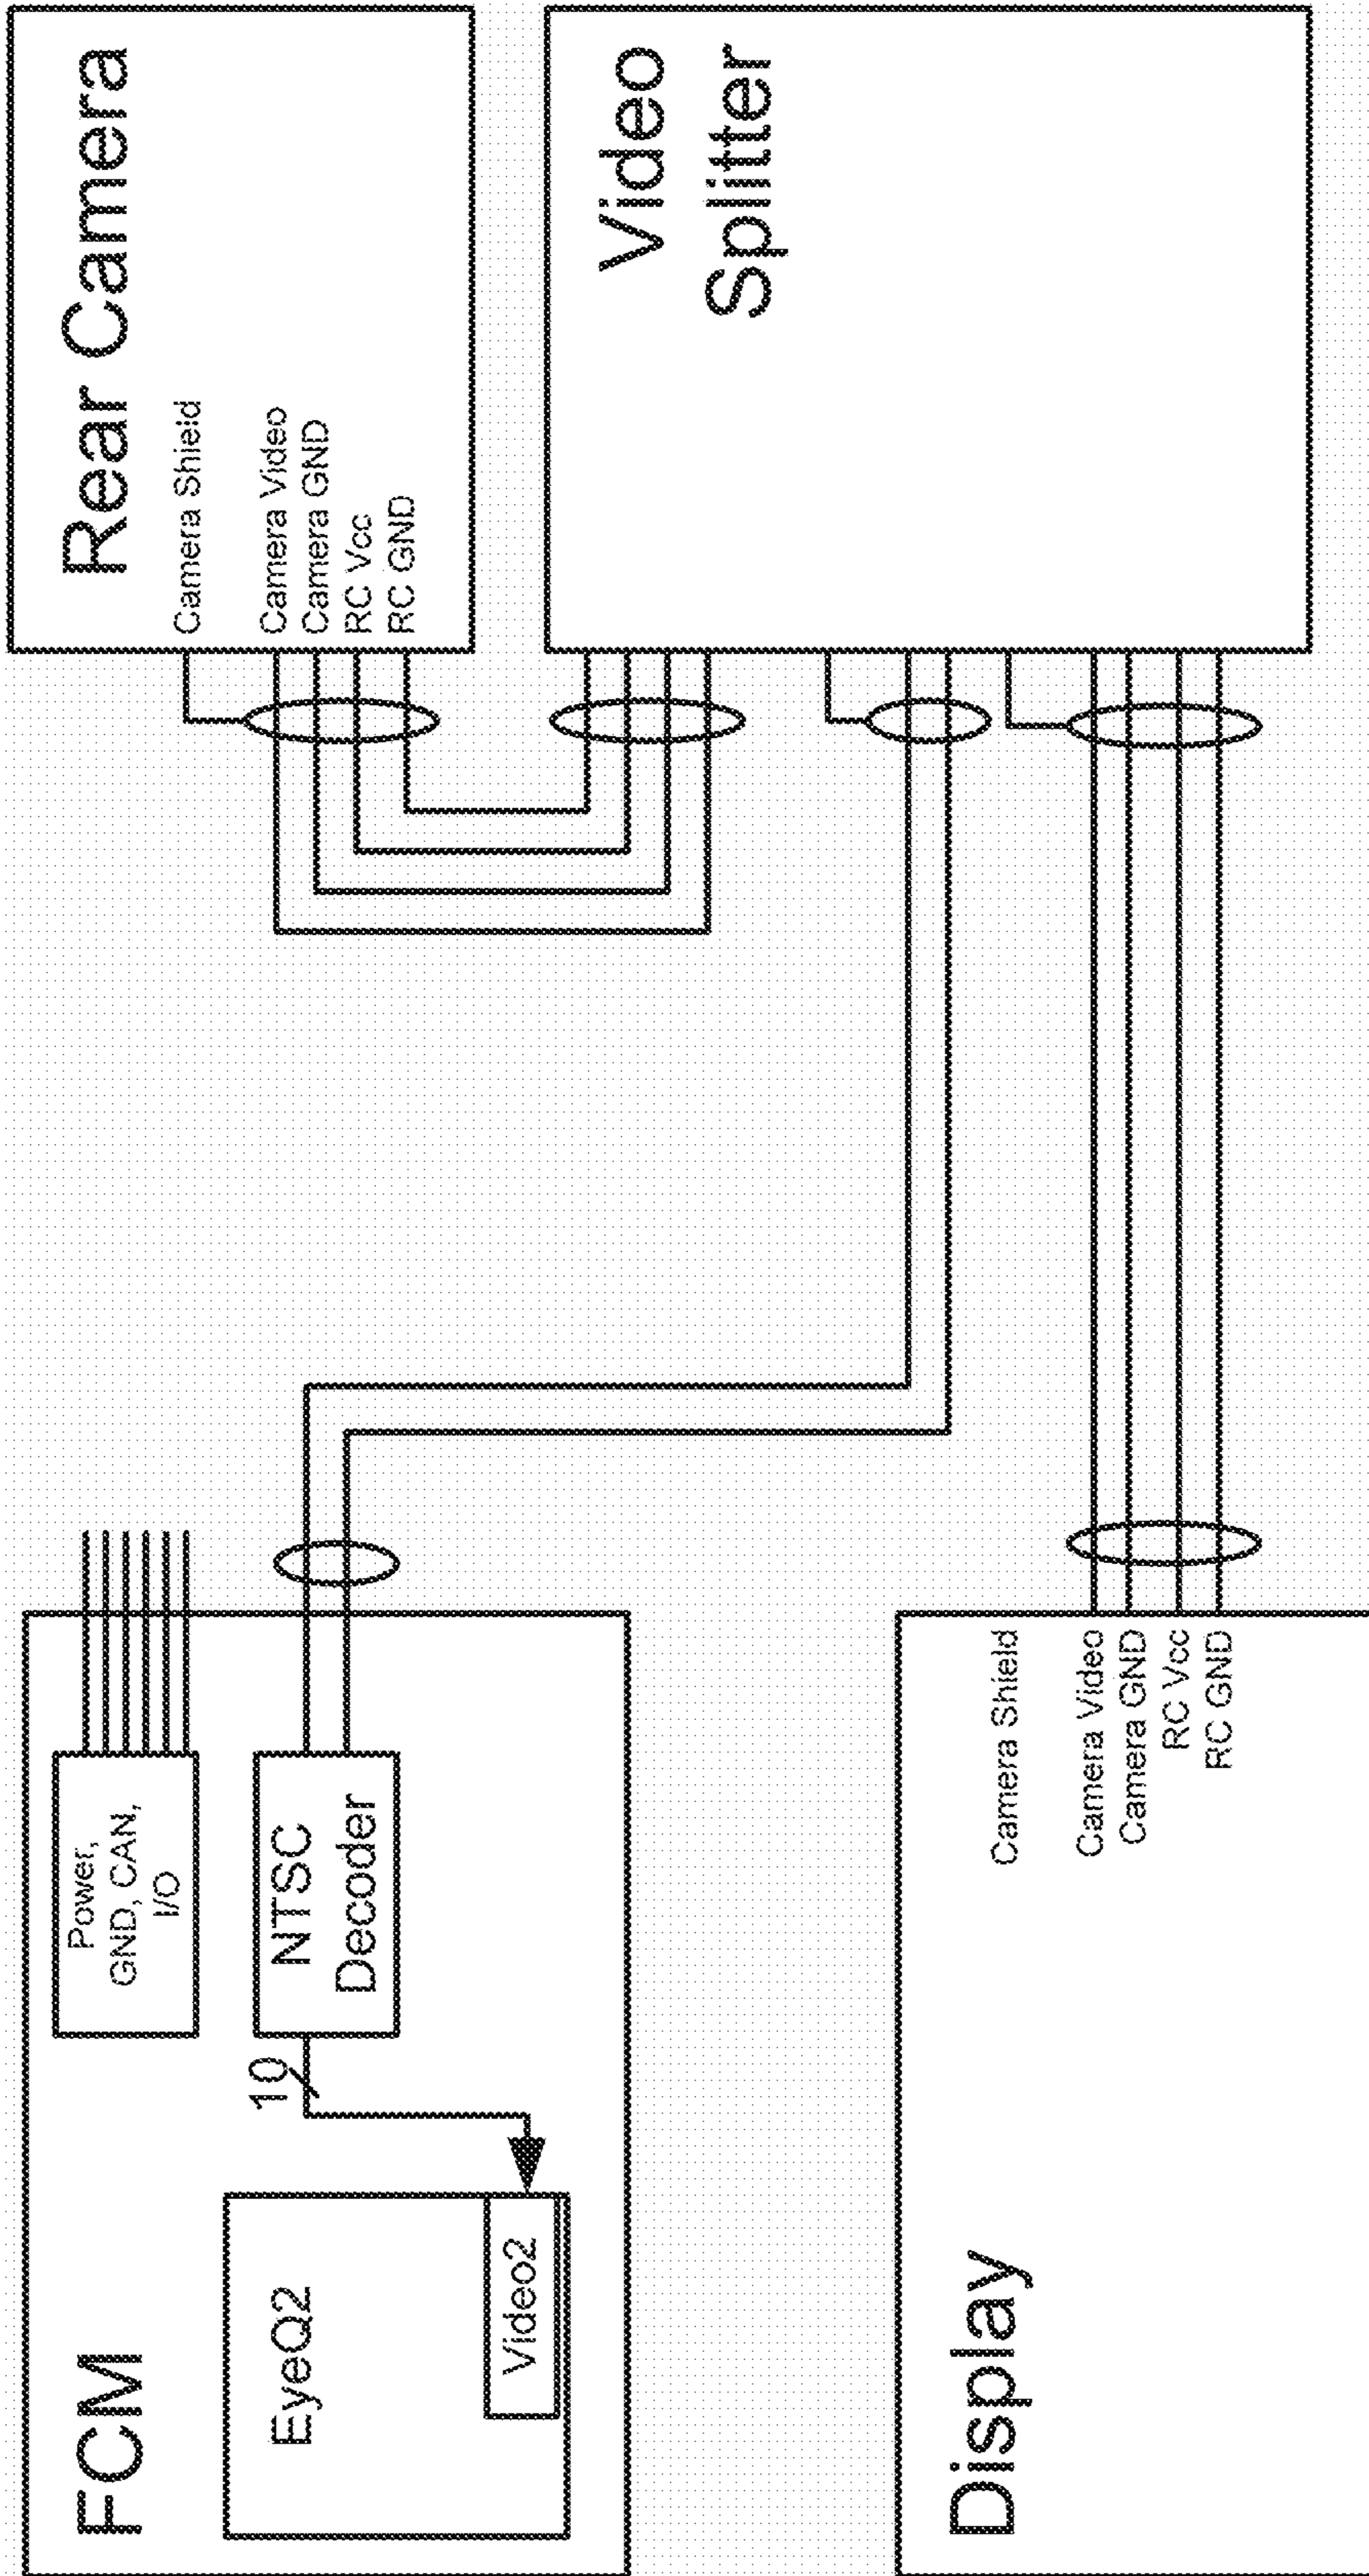 FCM
Power,
GND, CAN,
I/O
EyeQ2
Video2
10
NTSC
Decoder
Rear Camera
Camera Shield
Camera Video
Camera GND
RC Vcc
RC GND
Display
Camera Shield
Camera Video
Camera GND
RC Vcc
RC GND
Video
Splitter